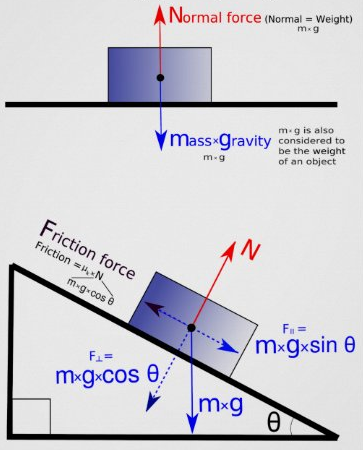 Normal force (Normal = Weight)
m×g
mass×gravity
m×g
m×g is also
considered to
be the weight
of an object
Friction force
Friction = μₖ×N
m×g×cos θ
N
F∥=
m×g×sin θ
F⊥=
m×g×cos θ
m×g
θ